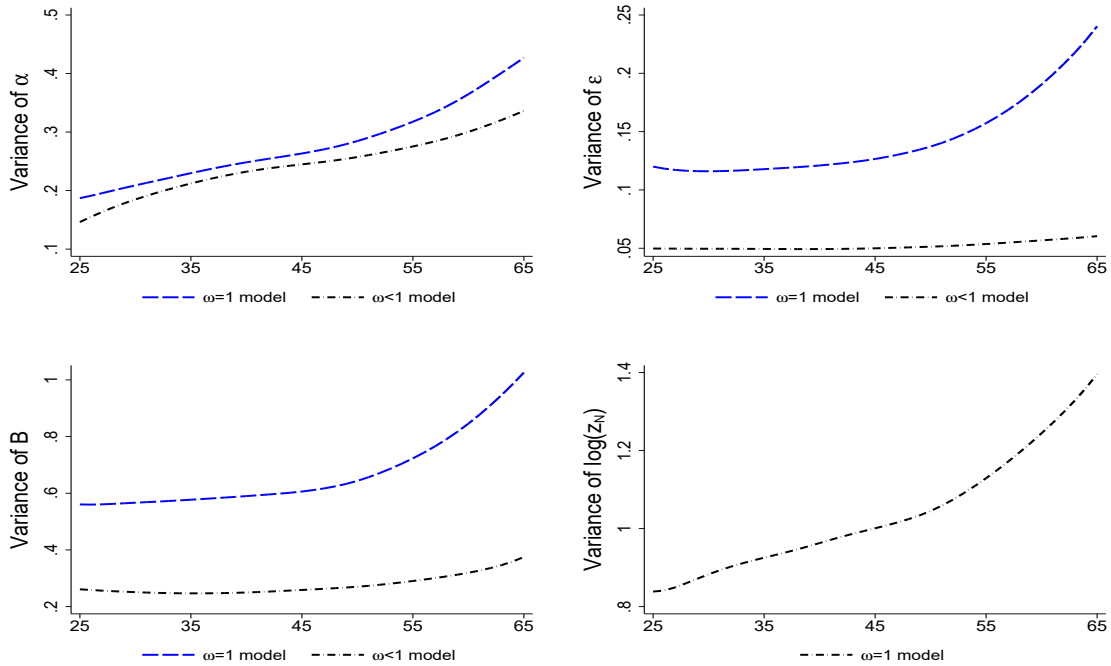 Variance of α
.5
.4
.3
.2
.1
25 35 45 55 65
ω=1 model ω<1 model
Variance of ε
.25
.2
.15
.1
.05
25 35 45 55 65
ω=1 model ω<1 model
Variance of B
1
.8
.6
.4
.2
25 35 45 55 65
ω=1 model ω<1 model
Variance of log(z_N)
1.4
1.2
1
.8
25 35 45 55 65
ω=1 model